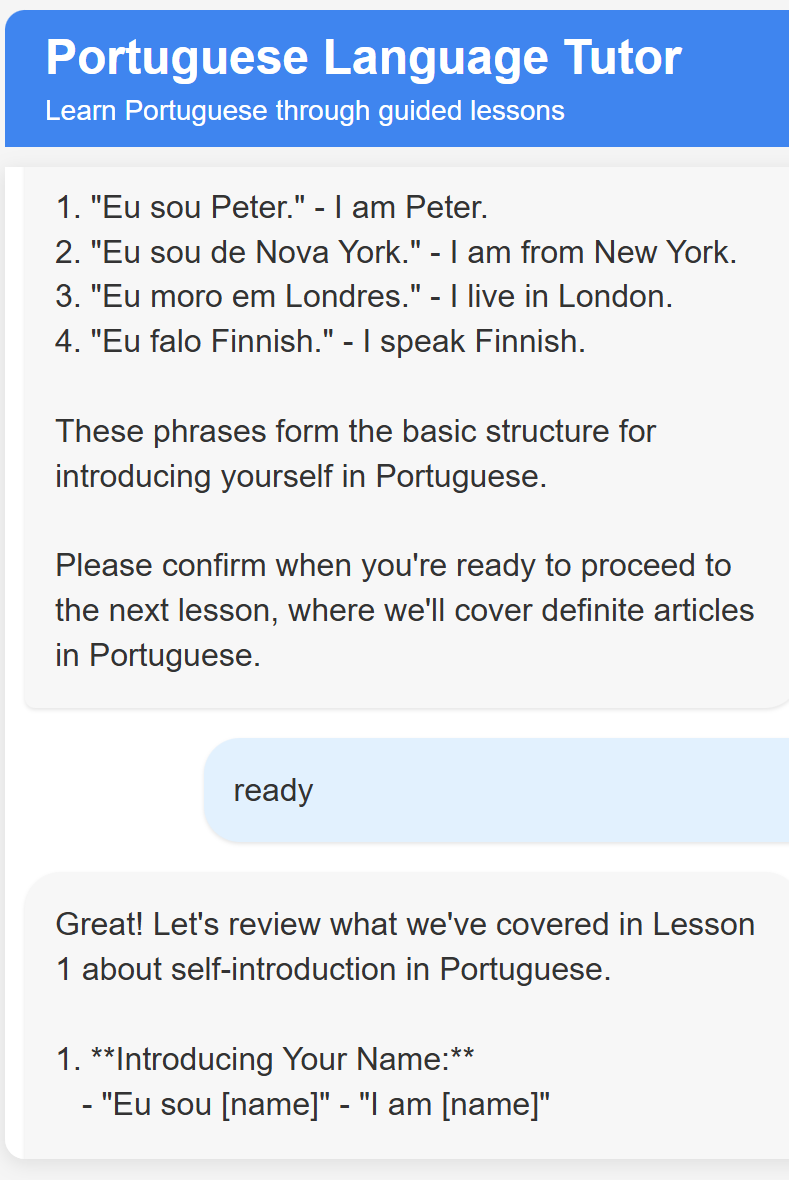 Portuguese Language Tutor
Learn Portuguese through guided lessons
1. "Eu sou Peter." - I am Peter.
2. "Eu sou de Nova York." - I am from New York.
3. "Eu moro em Londres." - I live in London.
4. "Eu falo Finnish." - I speak Finnish.
These phrases form the basic structure for
introducing yourself in Portuguese.
Please confirm when you're ready to proceed to
the next lesson, where we'll cover definite articles
in Portuguese.
ready
Great! Let's review what we've covered in Lesson
1 about self-introduction in Portuguese.
1. **Introducing Your Name:**
- "Eu sou [name]" - "I am [name]"